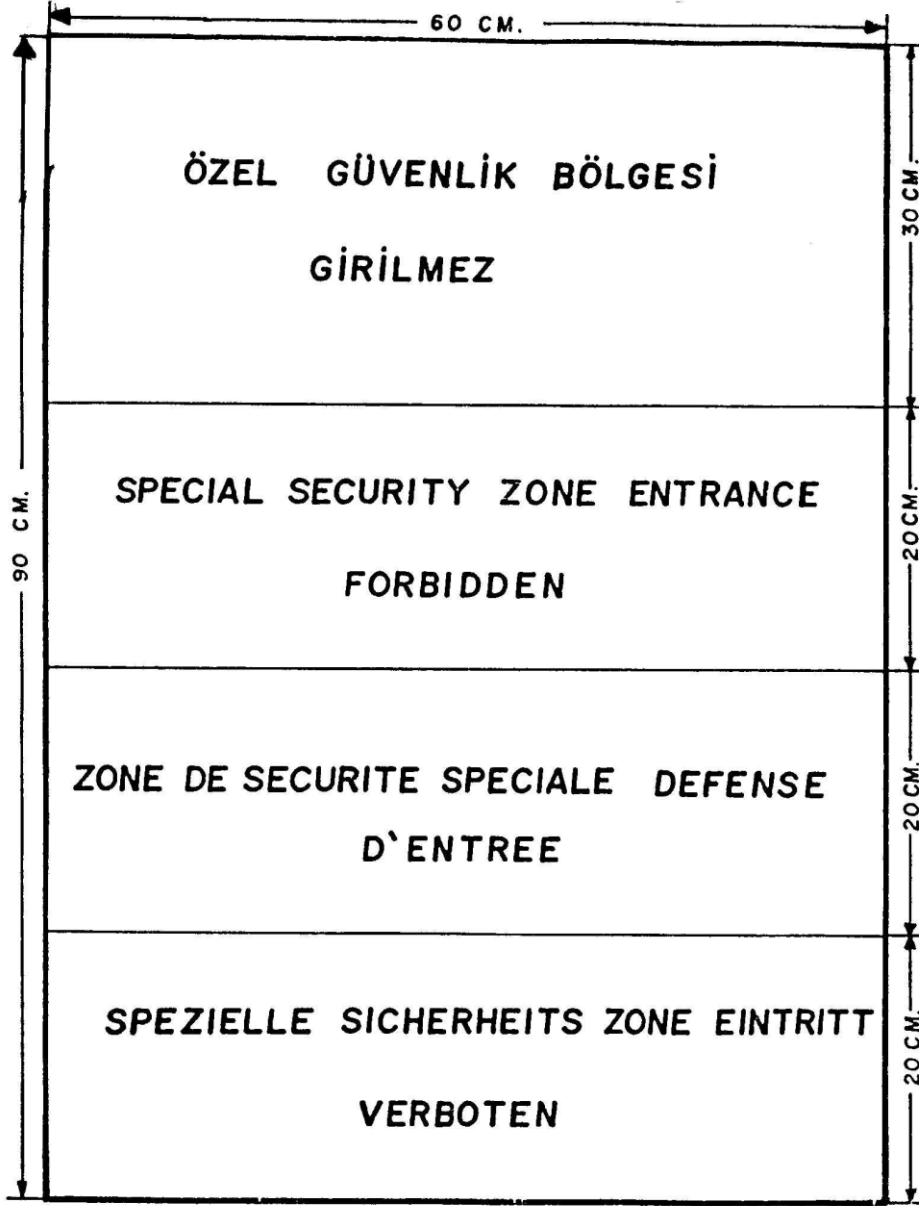 60 CM.
ÖZEL GÜVENLİK BÖLGESİ
GİRİLMEZ
30 CM.
SPECIAL SECURITY ZONE ENTRANCE
FORBIDDEN
20 CM.
90 CM.
ZONE DE SECURITE SPECIALE DEFENSE
D`ENTREE
20 CM.
SPEZIELLE SICHERHEITS ZONE EINTRITT
VERBOTEN
20 CM.